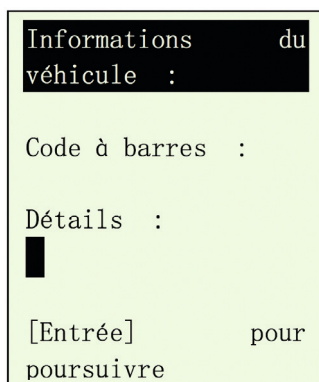 Informations du
véhicule :
Code à barres :
Détails :
[Entrée] pour
poursuivre